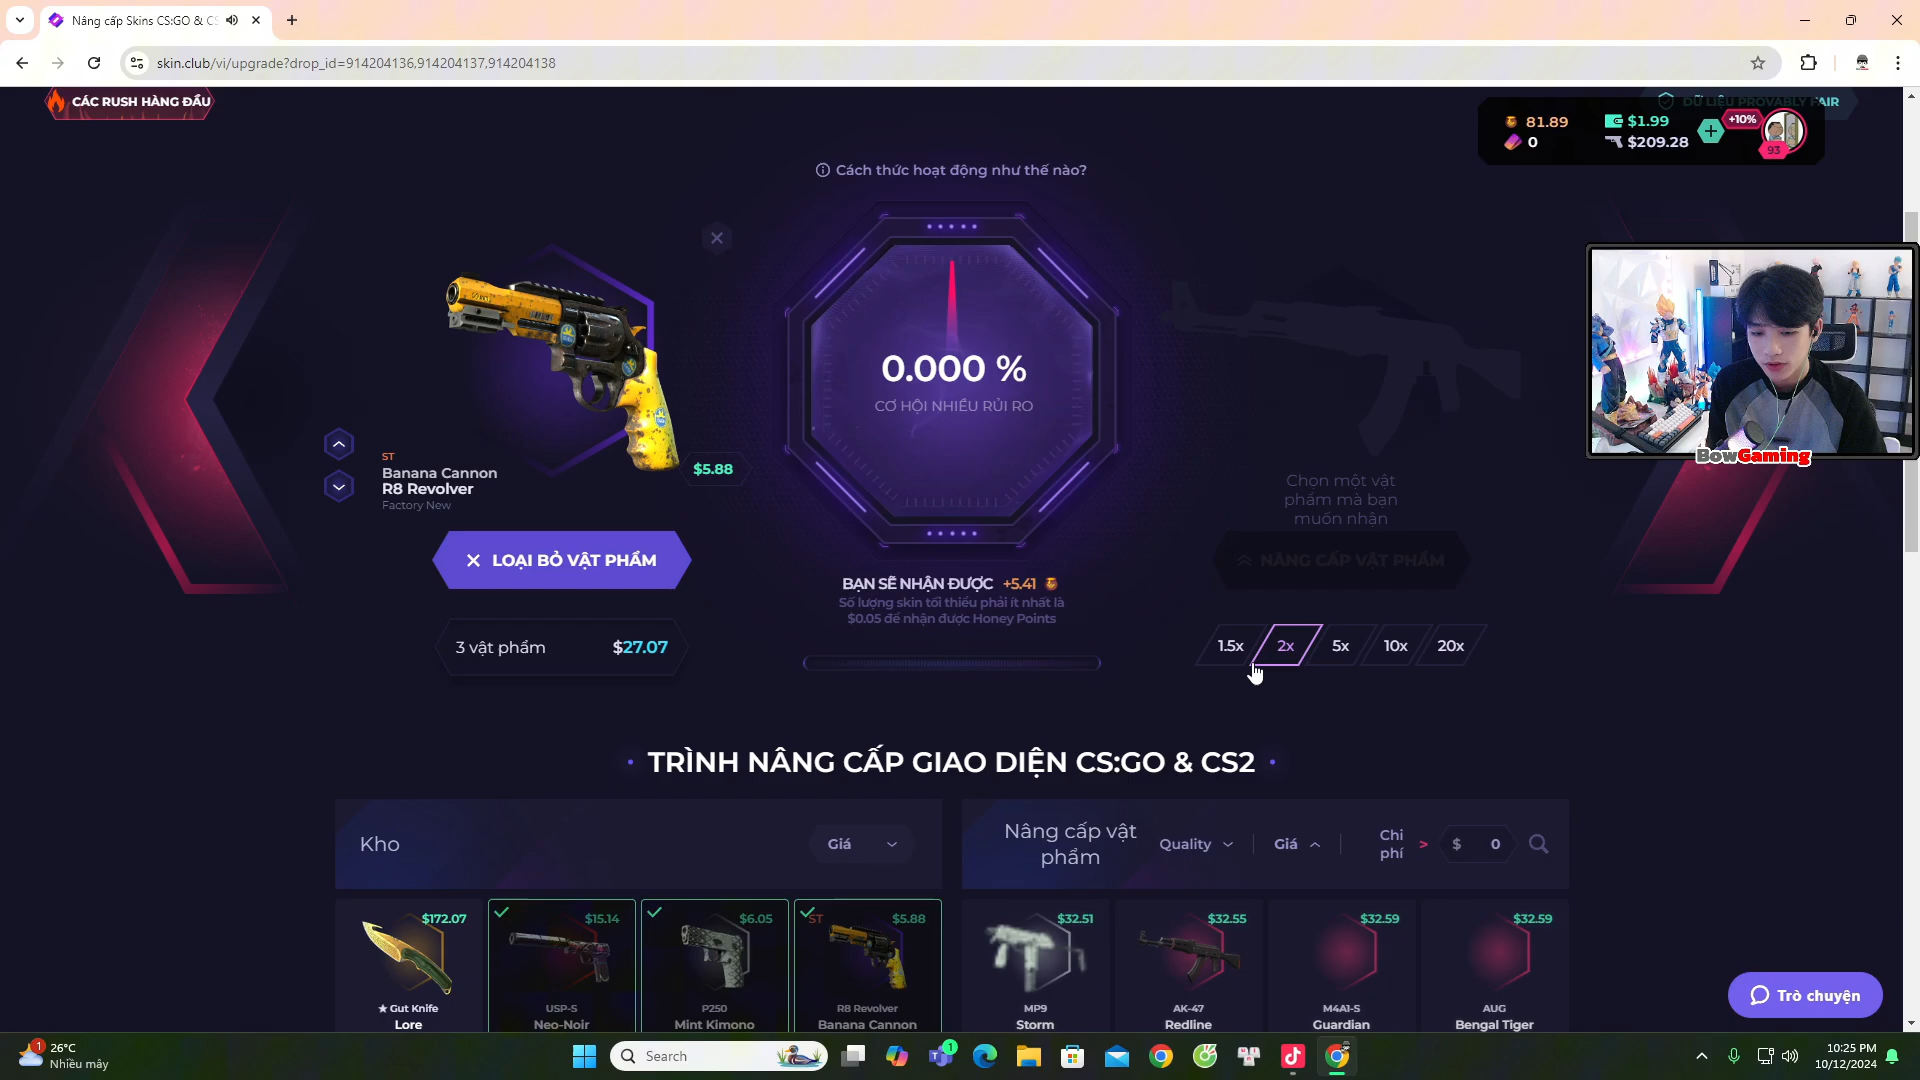 Nâng cấp Skins CS:GO & CS
skin.club/vi/upgrade?drop_id=914204136,914204137,914204138
CÁC RUSH HÀNG ĐẦU
DỮ LIỆU PROVABLY FAIR
81.89
$1.99
+10%
0
$209.28
93
Cách thức hoạt động như thế nào?
0.000 %
CƠ HỘI NHIỀU RỦI RO
ST
Banana Cannon
R8 Revolver
Factory New
$5.88
Chọn một vật
phẩm mà bạn
muốn nhận
BowGaming
LOẠI BỎ VẬT PHẨM
NÂNG CẤP VẬT PHẨM
BẠN SẼ NHẬN ĐƯỢC +5.41
Số lượng skin tối thiểu phải ít nhất là
$0.05 để nhận được Honey Points
3 vật phẩm $27.07
1.5x 2x 5x 10x 20x
TRÌNH NÂNG CẤP GIAO DIỆN CS:GO & CS2
Kho
Giá
Nâng cấp vật
phẩm
Quality
Giá
Chi
phí
>
$ 0
$172.07
★ Gut Knife
Lore
$15.14
USP-S
Neo-Noir
$6.05
P250
Mint Kimono
ST
$5.88
R8 Revolver
Banana Cannon
$32.51
MP9
Storm
$32.55
AK-47
Redline
$32.59
M4A1-S
Guardian
$32.59
AUG
Bengal Tiger
Trò chuyện
1
26°C
Nhiều mây
Search
1
10:25 PM
10/12/2024